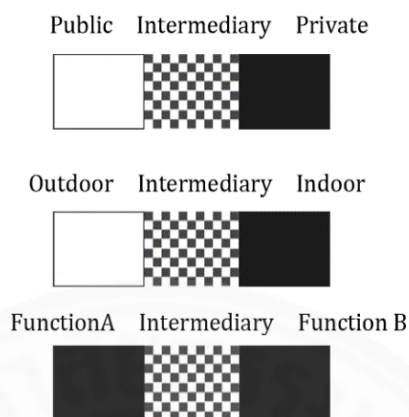 Public Intermediary Private
Outdoor Intermediary Indoor
FunctionA Intermediary Function B